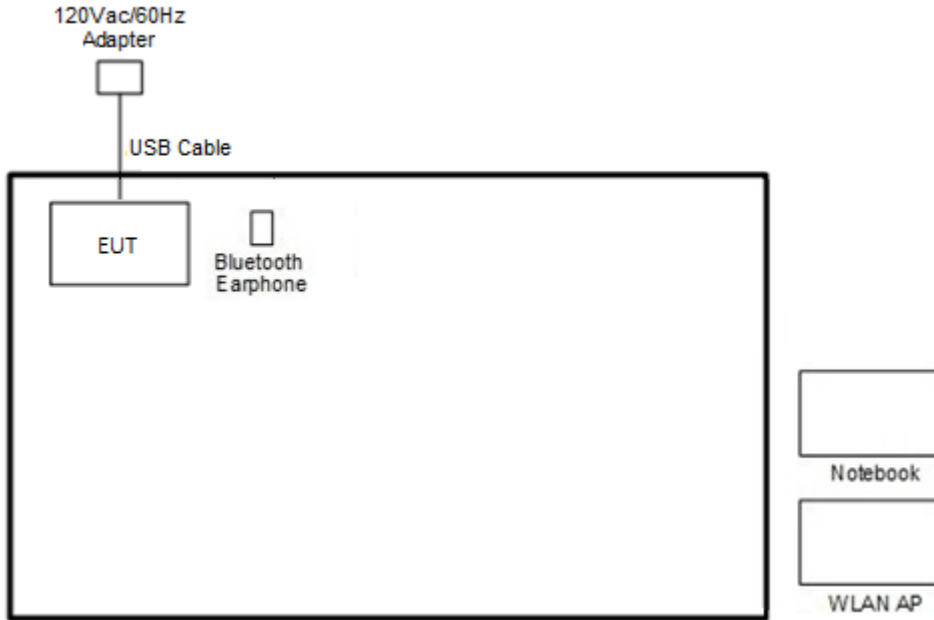 120Vac/60Hz
Adapter
USB Cable
EUT
Bluetooth
Earphone
Notebook
WLAN AP